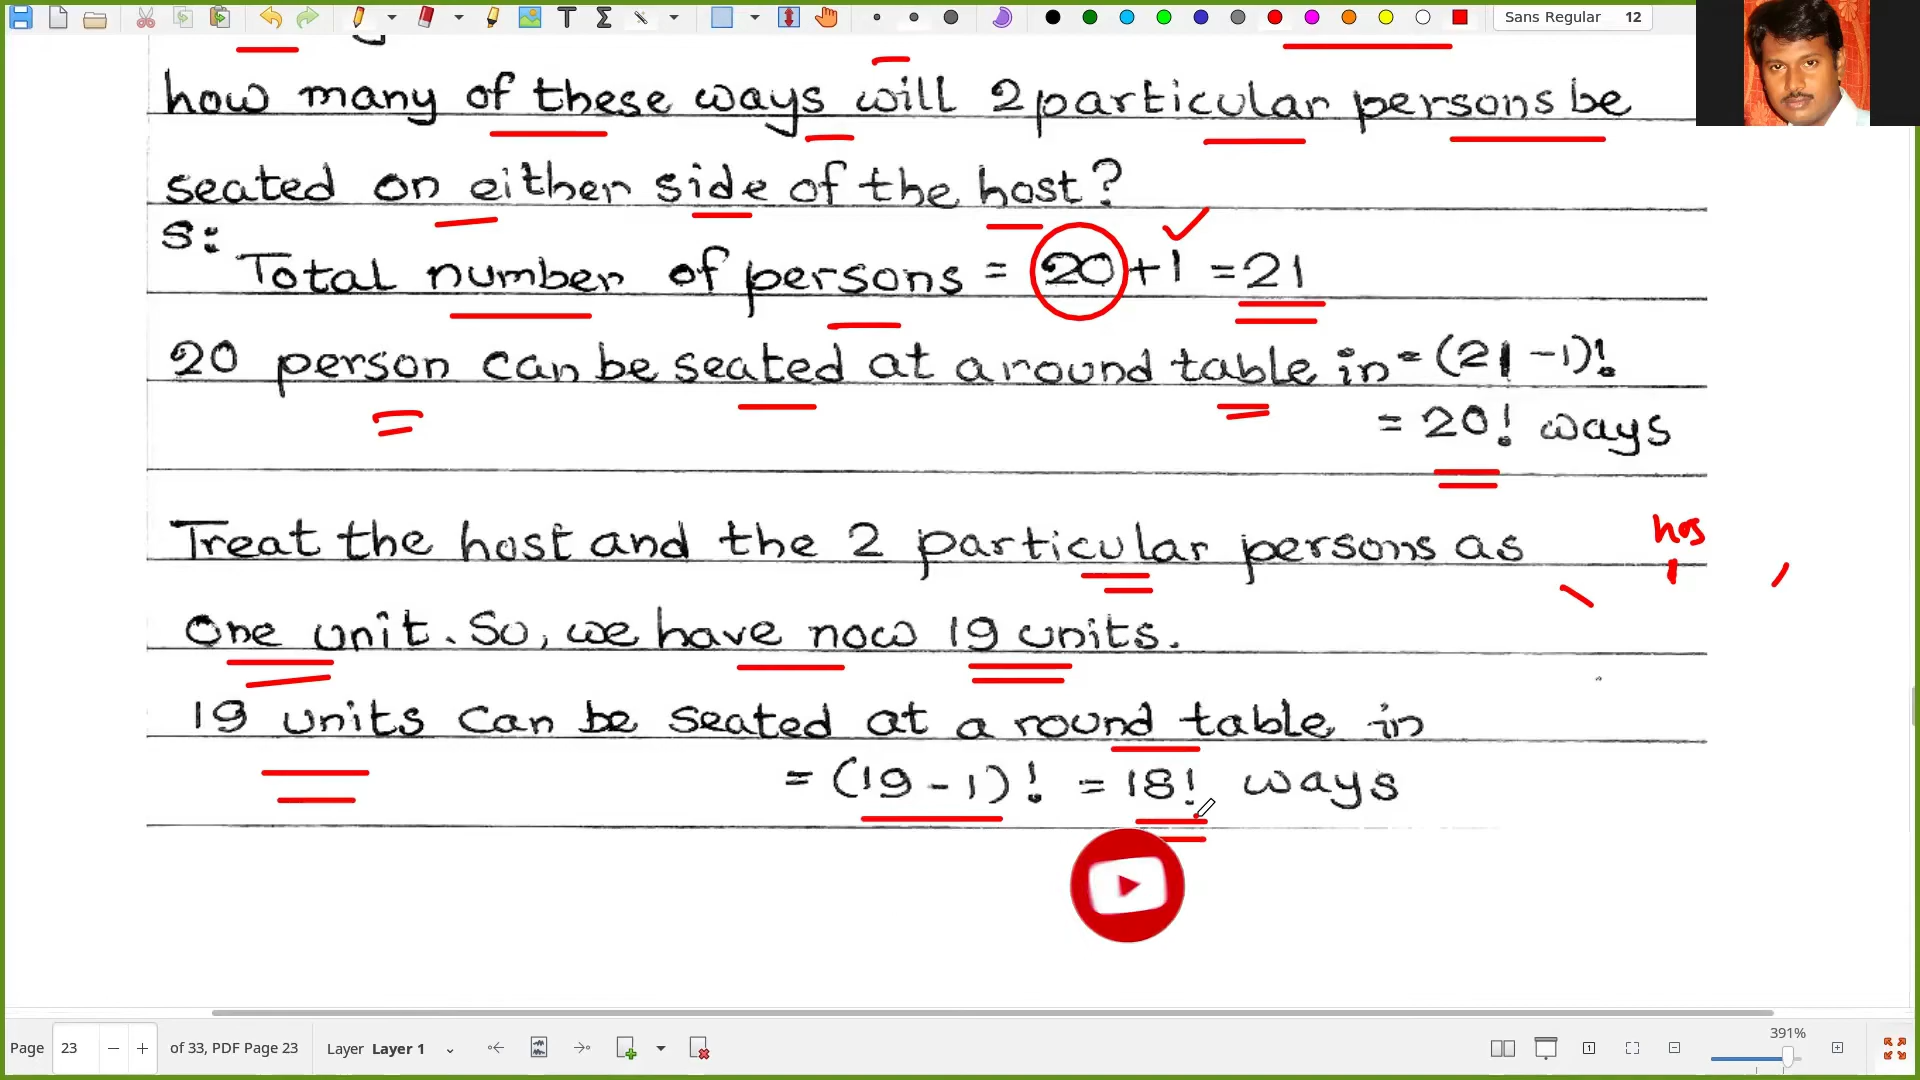 Sans Regular 12
how many of these ways will 2 particular persons be
seated on either side of the host?
S:
Total number of persons = 20 + 1 = 21
20 person can be seated at a round table in = (21 - 1)!
= 20! ways
hos
Treat the host and the 2 particular persons as
One unit. So, we have now 19 units.
19 units can be seated at a round table in
= (19 - 1)! = 18! ways
391%
Page 23 of 33, PDF Page 23 Layer Layer 1